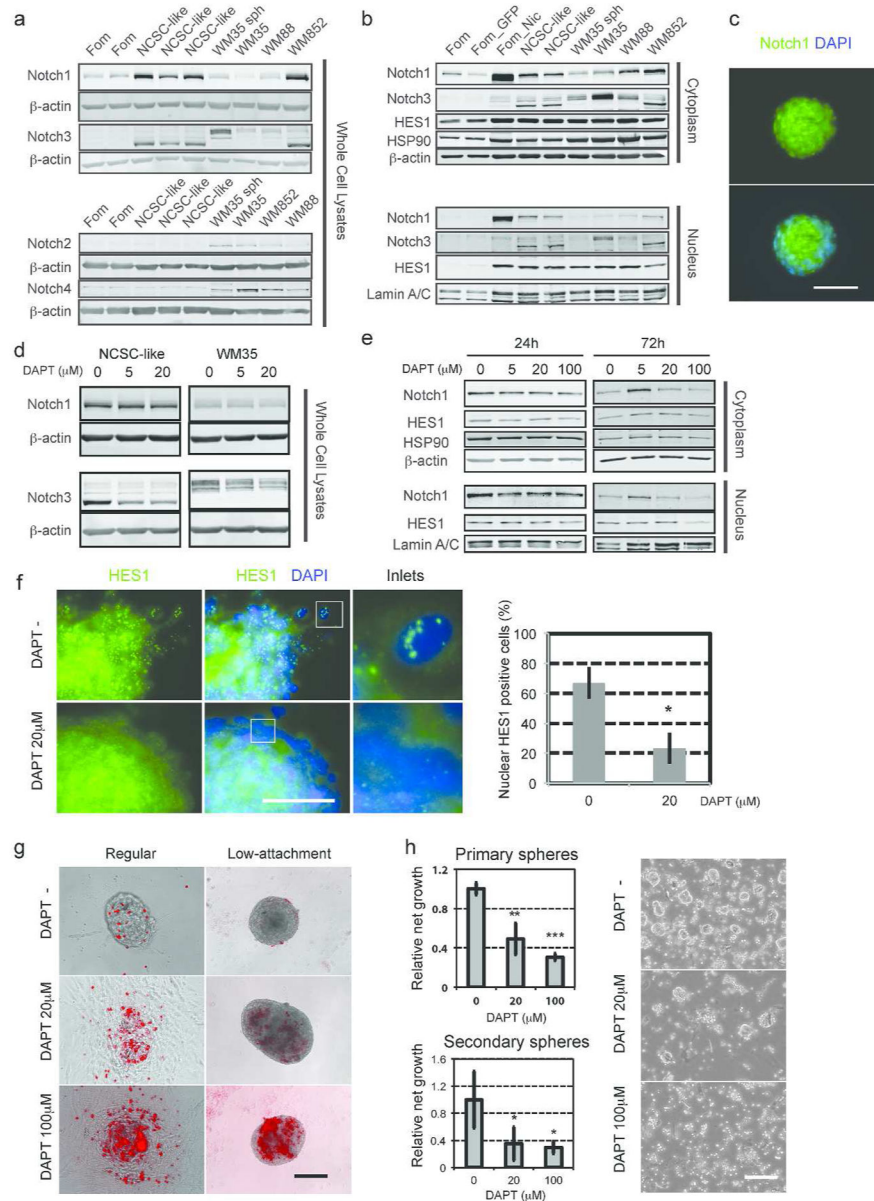 a
Fom Fom NCSC-like NCSC-like NCSC-like WM35 sph WM35 WM88 WM852
Notch1
β-actin
Notch3
β-actin
Fom Fom NCSC-like NCSC-like NCSC-like WM35 sph WM35 WM852 WM88
Notch2
β-actin
Notch4
β-actin
Whole Cell Lysates
b
Fom Fom_GFP Fom_Nic NCSC-like NCSC-like WM35 sph WM35 WM88 WM852
Notch1
Notch3
HES1
HSP90
β-actin
Cytoplasm
Notch1
Notch3
HES1
Lamin A/C
Nucleus
c
Notch1 DAPI
d
NCSC-like WM35
DAPT (μM) 0 5 20 0 5 20
Notch1
β-actin
Notch3
β-actin
Whole Cell Lysates
e
24h 72h
DAPT (μM) 0 5 20 100 0 5 20 100
Notch1
HES1
HSP90
β-actin
Cytoplasm
Notch1
HES1
Lamin A/C
Nucleus
f
HES1 HES1 DAPI Inlets
DAPT -
DAPT 20μM
Nuclear HES1 positive cells (%)
100
80
60
40
20
0
*
0 20 DAPT (μM)
g
Regular Low-attachment
DAPT -
DAPT 20μM
DAPT 100μM
h
Primary spheres
Relative net growth
1.2
0.8
0.4
0
** ***
0 20 100
DAPT (μM)
Secondary spheres
Relative net growth
1.6
1.2
0.8
0.4
0
* *
0 20 100
DAPT (μM)
DAPT -
DAPT 20μM
DAPT 100μM